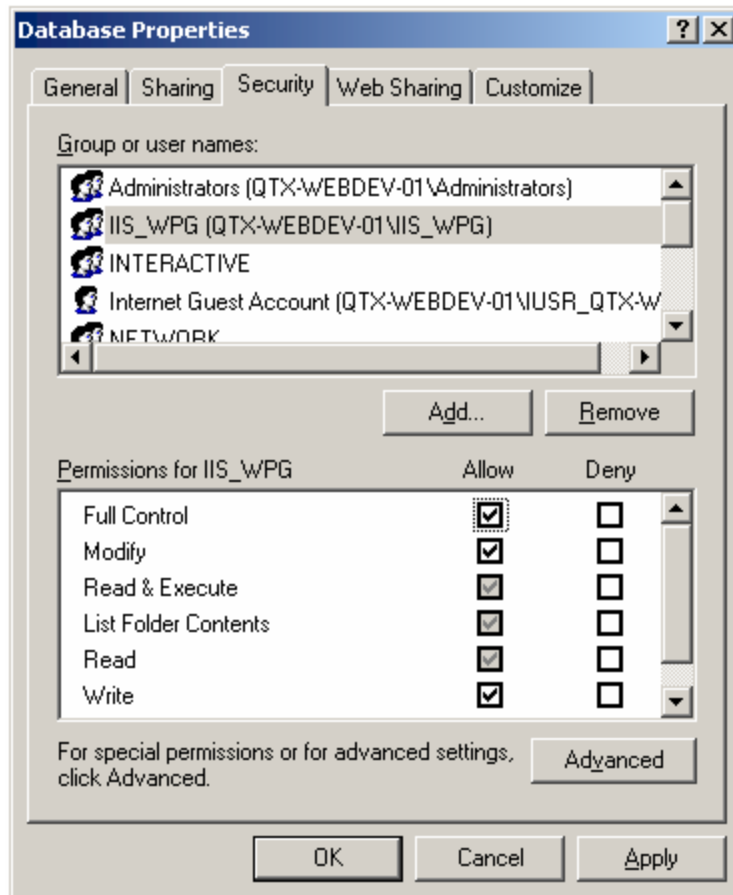 Database Properties
General Sharing Security Web Sharing Customize
Group or user names:
Administrators (QTX-WEBDEV-01\Administrators)
IIS_WPG (QTX-WEBDEV-01\IIS_WPG)
INTERACTIVE
Internet Guest Account (QTX-WEBDEV-01\IUSR_QTX-W
NETWORK
Add... Remove
Permissions for IIS_WPG Allow Deny
Full Control
Modify
Read & Execute
List Folder Contents
Read
Write
For special permissions or for advanced settings,
click Advanced.
Advanced
OK Cancel Apply